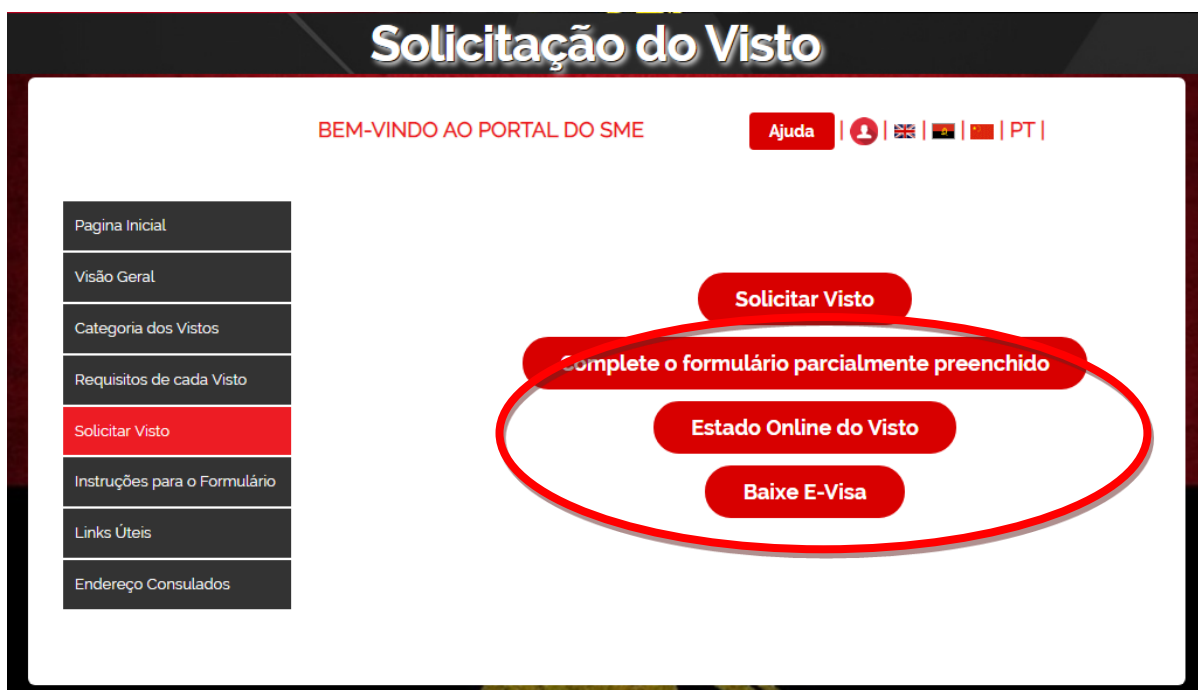 Solicitação do Visto
BEM-VINDO AO PORTAL DO SME
Ajuda | | | | | PT |
Pagina Inicial
Visão Geral
Categoria dos Vistos
Requisitos de cada Visto
Solicitar Visto
Instruções para o Formulário
Links Úteis
Endereço Consulados
Solicitar Visto
Complete o formulário parcialmente preenchido
Estado Online do Visto
Baixe E-Visa